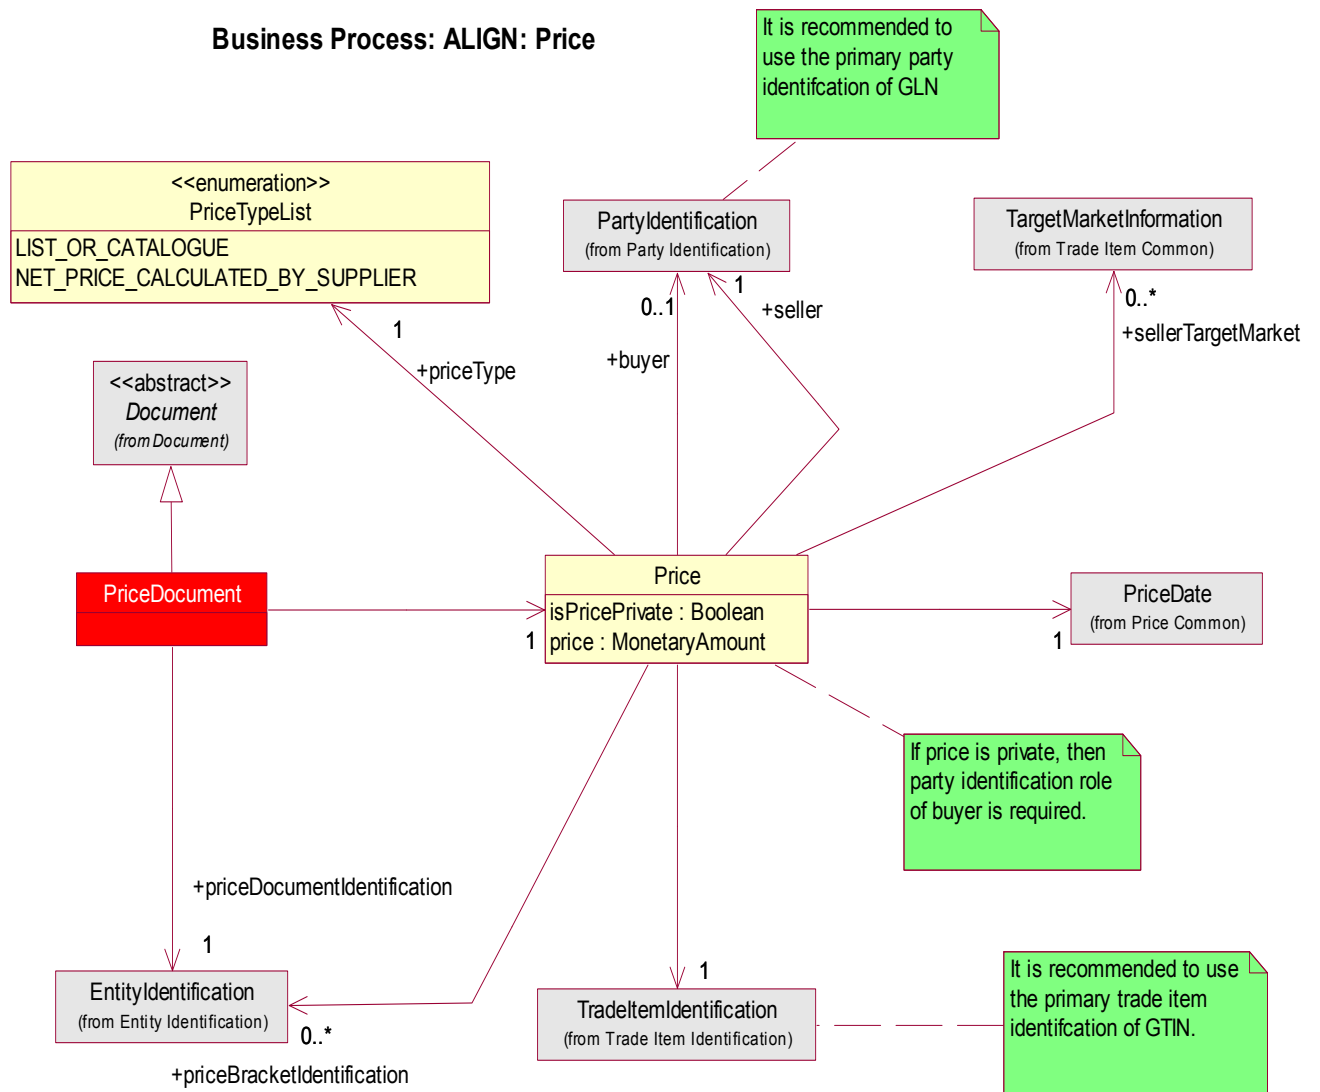 Business Process: ALIGN: Price
It is recommended to
use the primary party
identifcation of GLN
<<enumeration>>
PriceTypeList
LIST_OR_CATALOGUE
NET_PRICE_CALCULATED_BY_SUPPLIER
PartyIdentification
(from Party Identification)
TargetMarketInformation
(from Trade Item Common)
1
+priceType
0..1
+buyer
1
+seller
0..*
+sellerTargetMarket
<<abstract>>
Document
(from Document)
PriceDocument
1
Price
isPricePrivate : Boolean
price : MonetaryAmount
1
PriceDate
(from Price Common)
If price is private, then
party identification role
of buyer is required.
+priceDocumentIdentification
1
EntityIdentification
(from Entity Identification)
0..*
+priceBracketIdentification
1
TradeItemIdentification
(from Trade Item Identification)
It is recommended to use
the primary trade item
identifcation of GTIN.